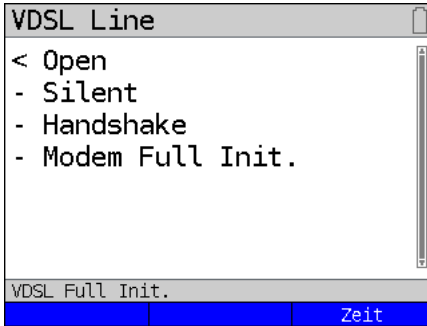 VDSL Line
< Open
- Silent
- Handshake
- Modem Full Init.
VDSL Full Init.
Zeit